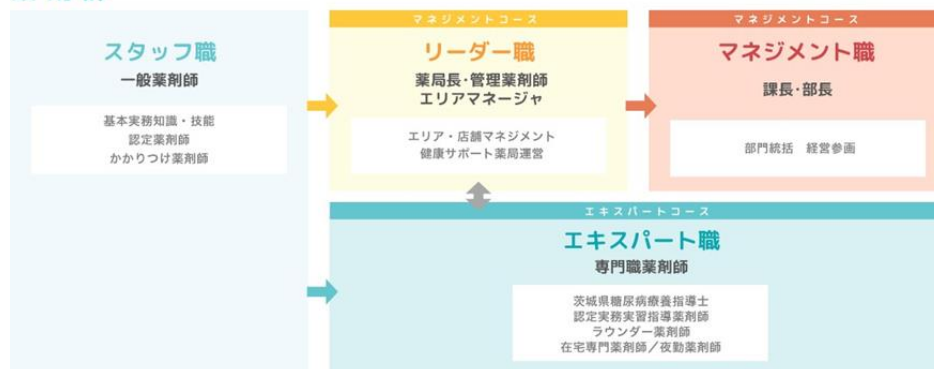 スタッフ職
一般薬剤師
基本実務知識・技能
認定薬剤師
かかりつけ薬剤師
マネジメントコース
リーダー職
薬局長・管理薬剤師
エリアマネージャ
エリア・店舗マネジメント
健康サポート薬局運営
マネジメントコース
マネジメント職
課長・部長
部門統括　経営参画
エキスパートコース
エキスパート職
専門職薬剤師
茨城県糖尿病療養指導士
認定実務実習指導薬剤師
ラウンダー薬剤師
在宅専門薬剤師／夜勤薬剤師